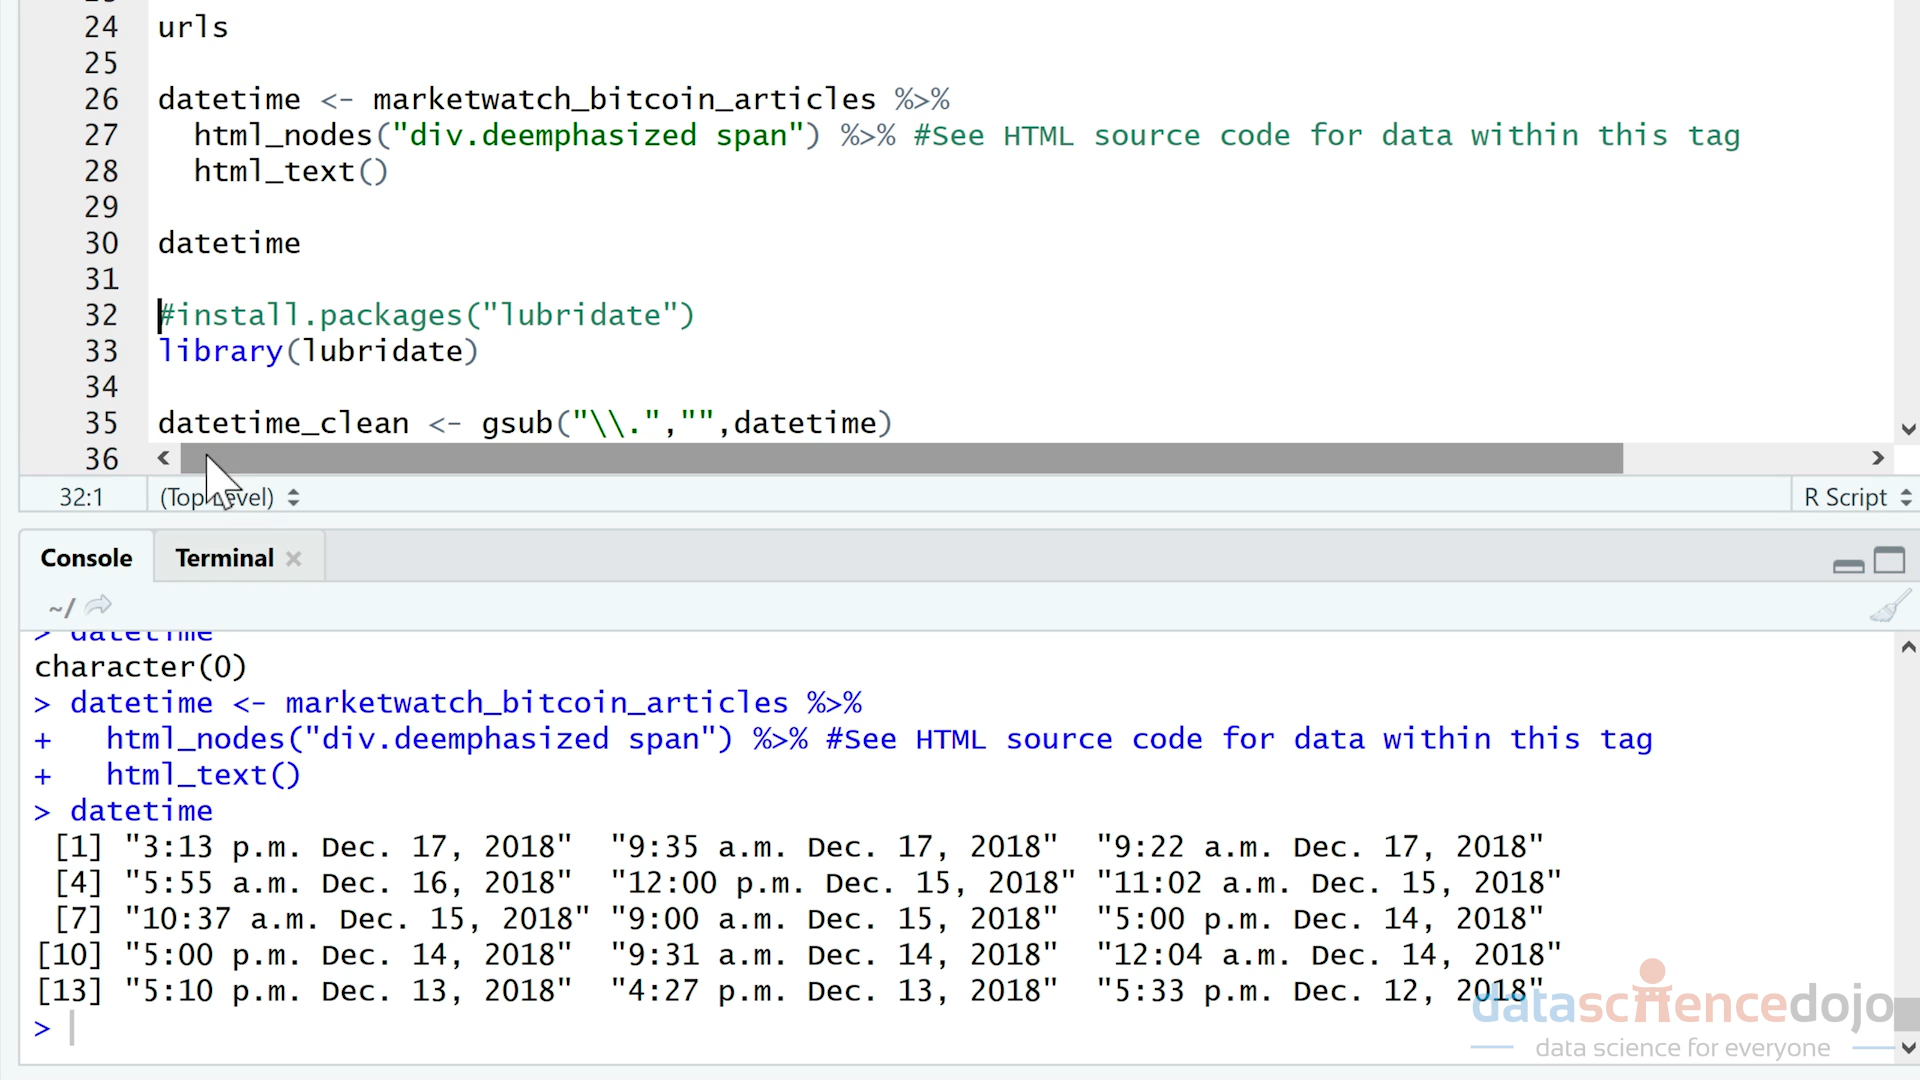 24 urls
25
26 datetime <- marketwatch_bitcoin_articles %>%
27 html_nodes("div.deemphasized span") %>% #See HTML source code for data within this tag
28 html_text()
29
30 datetime
31
32 #install.packages("lubridate")
33 library(lubridate)
34
35 datetime_clean <- gsub("\\.","",datetime)
36
32:1 (Top Level) R Script
Console Terminal
~/
> datetime
character(0)
> datetime <- marketwatch_bitcoin_articles %>%
+ html_nodes("div.deemphasized span") %>% #See HTML source code for data within this tag
+ html_text()
> datetime
[1] "3:13 p.m. Dec. 17, 2018" "9:35 a.m. Dec. 17, 2018" "9:22 a.m. Dec. 17, 2018"
[4] "5:55 a.m. Dec. 16, 2018" "12:00 p.m. Dec. 15, 2018" "11:02 a.m. Dec. 15, 2018"
[7] "10:37 a.m. Dec. 15, 2018" "9:00 a.m. Dec. 15, 2018" "5:00 p.m. Dec. 14, 2018"
[10] "5:00 p.m. Dec. 14, 2018" "9:31 a.m. Dec. 14, 2018" "12:04 a.m. Dec. 14, 2018"
[13] "5:10 p.m. Dec. 13, 2018" "4:27 p.m. Dec. 13, 2018" "5:33 p.m. Dec. 12, 2018"
>
datasciencedojo
data science for everyone